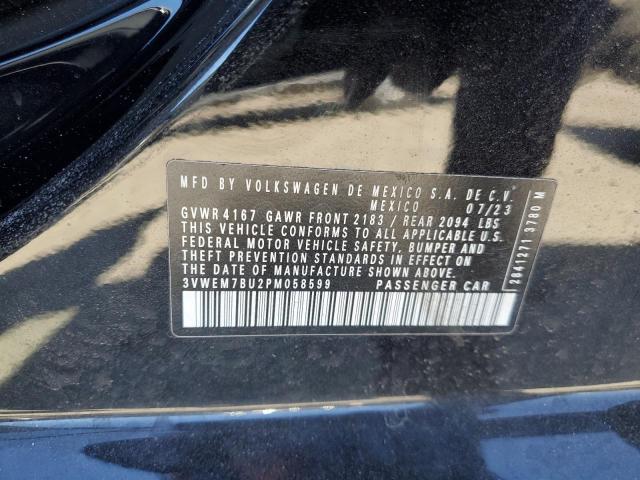 MFD BY VOLKSWAGEN DE MEXICO S.A. DE C.V.
MEXICO 07/23
GVWR 4167 GAWR FRONT 2183 / REAR 2094 LBS
THIS VEHICLE CONFORMS TO ALL APPLICABLE U.S.
FEDERAL MOTOR VEHICLE SAFETY, BUMPER AND
THEFT PREVENTION STANDARDS IN EFFECT ON
THE DATE OF MANUFACTURE SHOWN ABOVE
3VWEM7BU2PM058599 PASSENGER CAR
2841271 3780 M